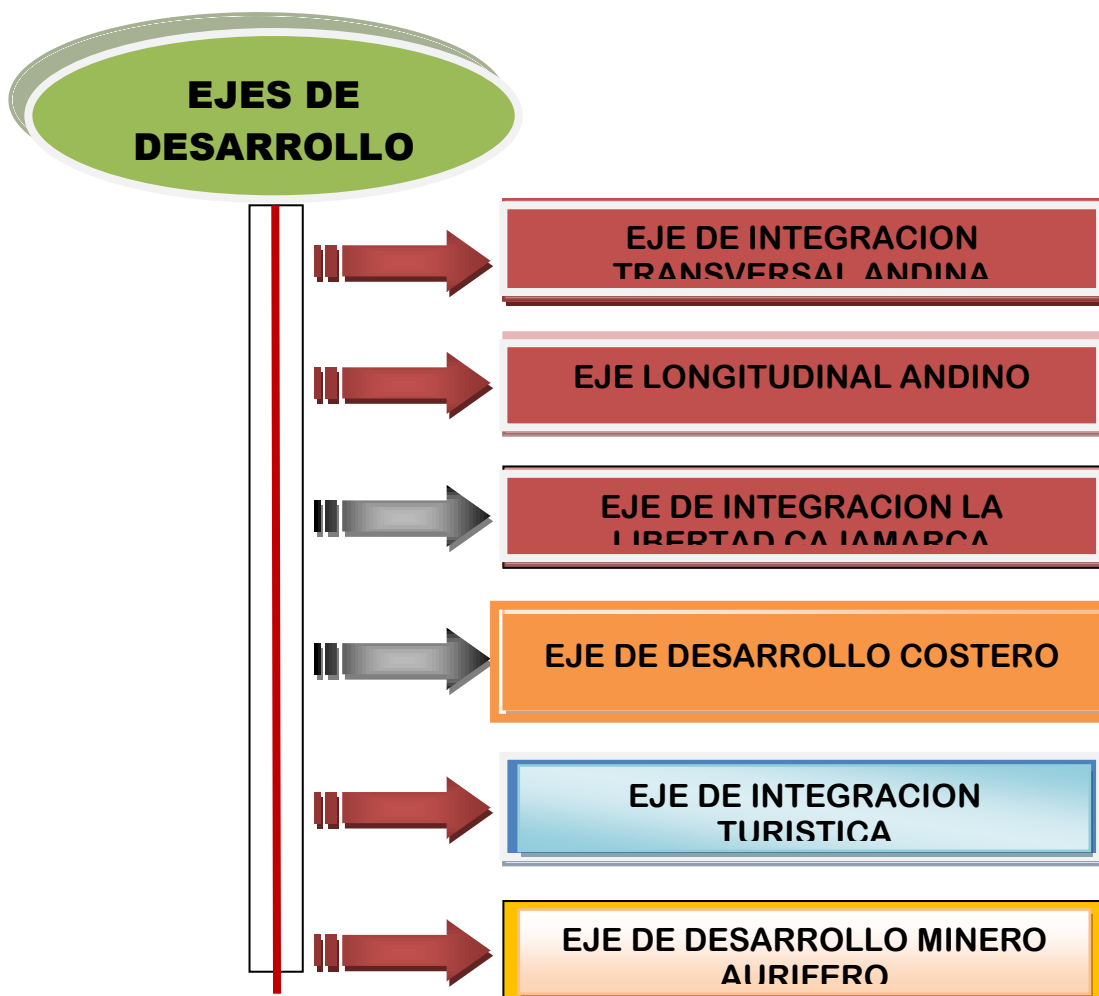 EJES DE
DESARROLLO
EJE DE INTEGRACION
TRANSVERSAL ANDINA
EJE LONGITUDINAL ANDINO
EJE DE INTEGRACION LA
LIBERTAD CAJAMARCA
EJE DE DESARROLLO COSTERO
EJE DE INTEGRACION
TURISTICA
EJE DE DESARROLLO MINERO
AURIFERO